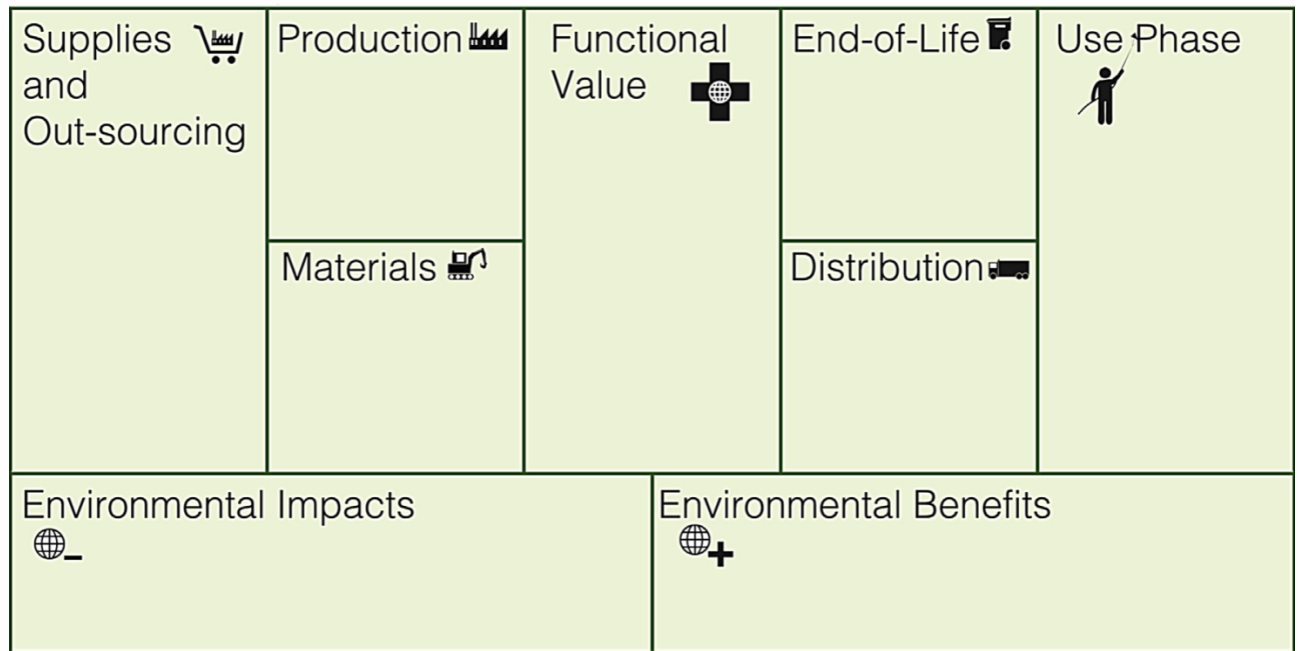 Supplies
and
Out-sourcing
Production
Materials
Functional
Value
End-of-Life
Distribution
Use Phase
Environmental Impacts
Environmental Benefits